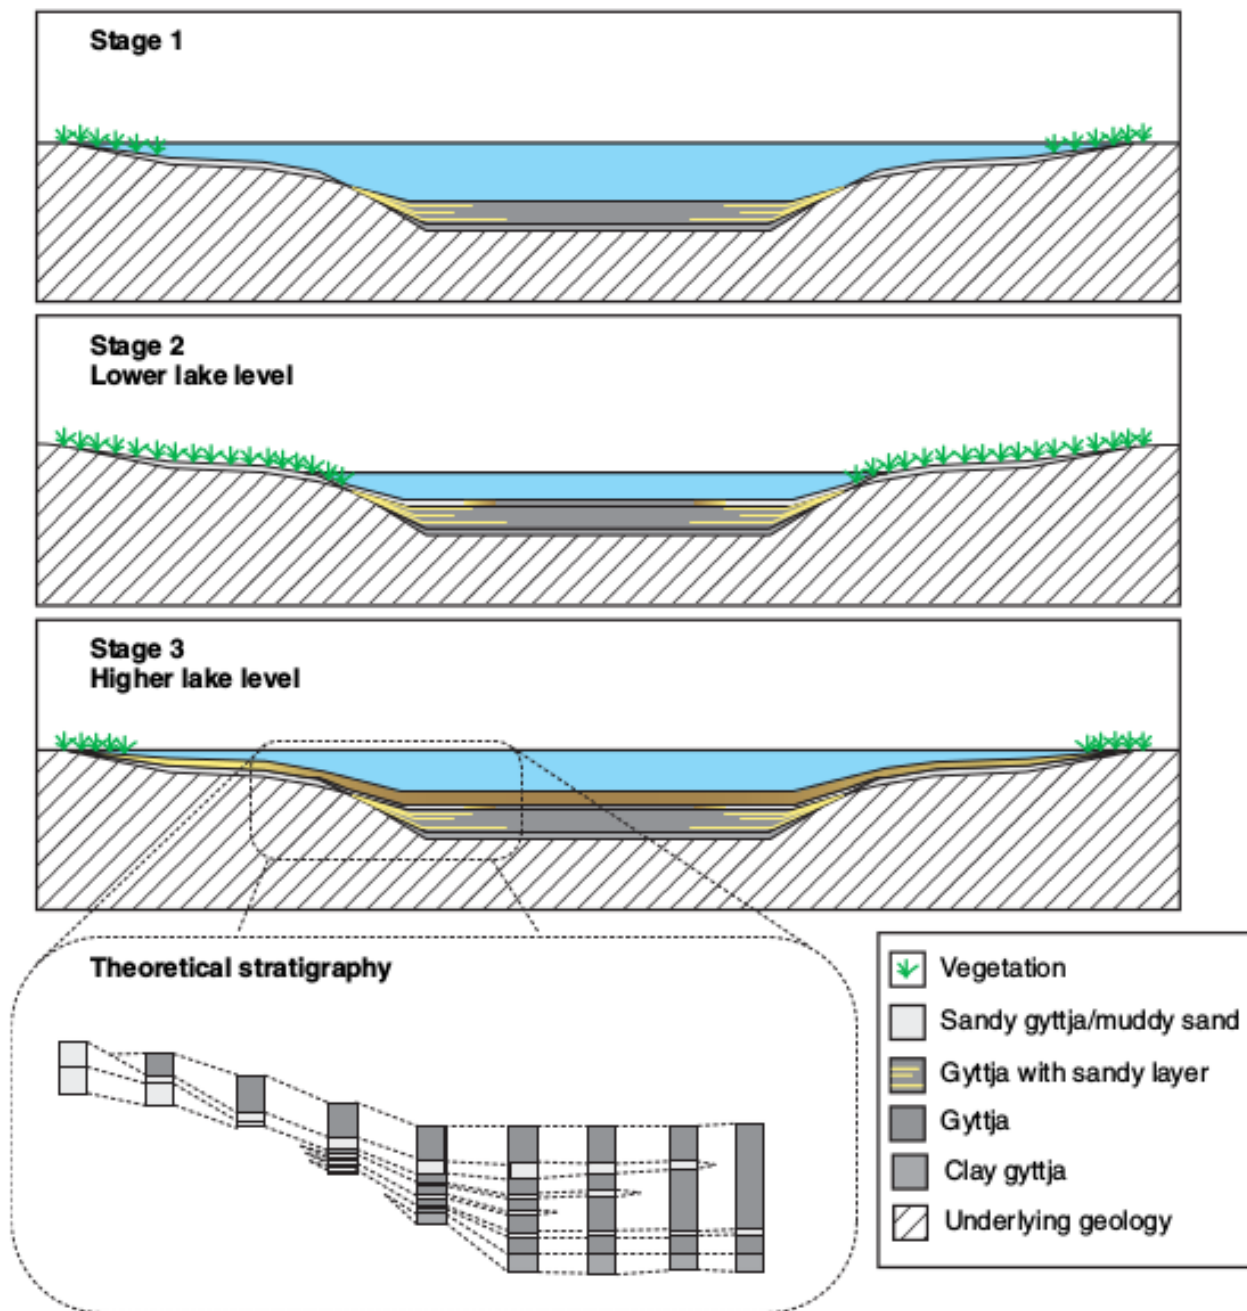 Stage 1
Stage 2
Lower lake level
Stage 3
Higher lake level
Theoretical stratigraphy
Vegetation
Sandy gyttja/muddy sand
Gyttja with sandy layer
Gyttja
Clay gyttja
Underlying geology